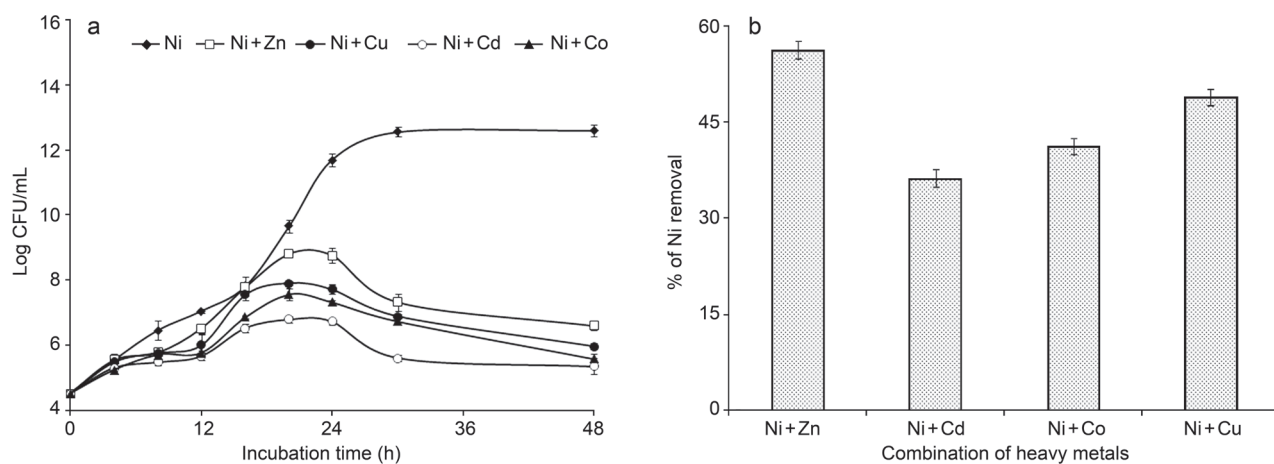 a
Ni Ni+Zn Ni+Cu Ni+Cd Ni+Co
Log CFU/mL
16
14
12
10
8
6
4
0 12 24 36 48
Incubation time (h)
b
% of Ni removal
60
45
30
15
0
Ni+Zn Ni+Cd Ni+Co Ni+Cu
Combination of heavy metals